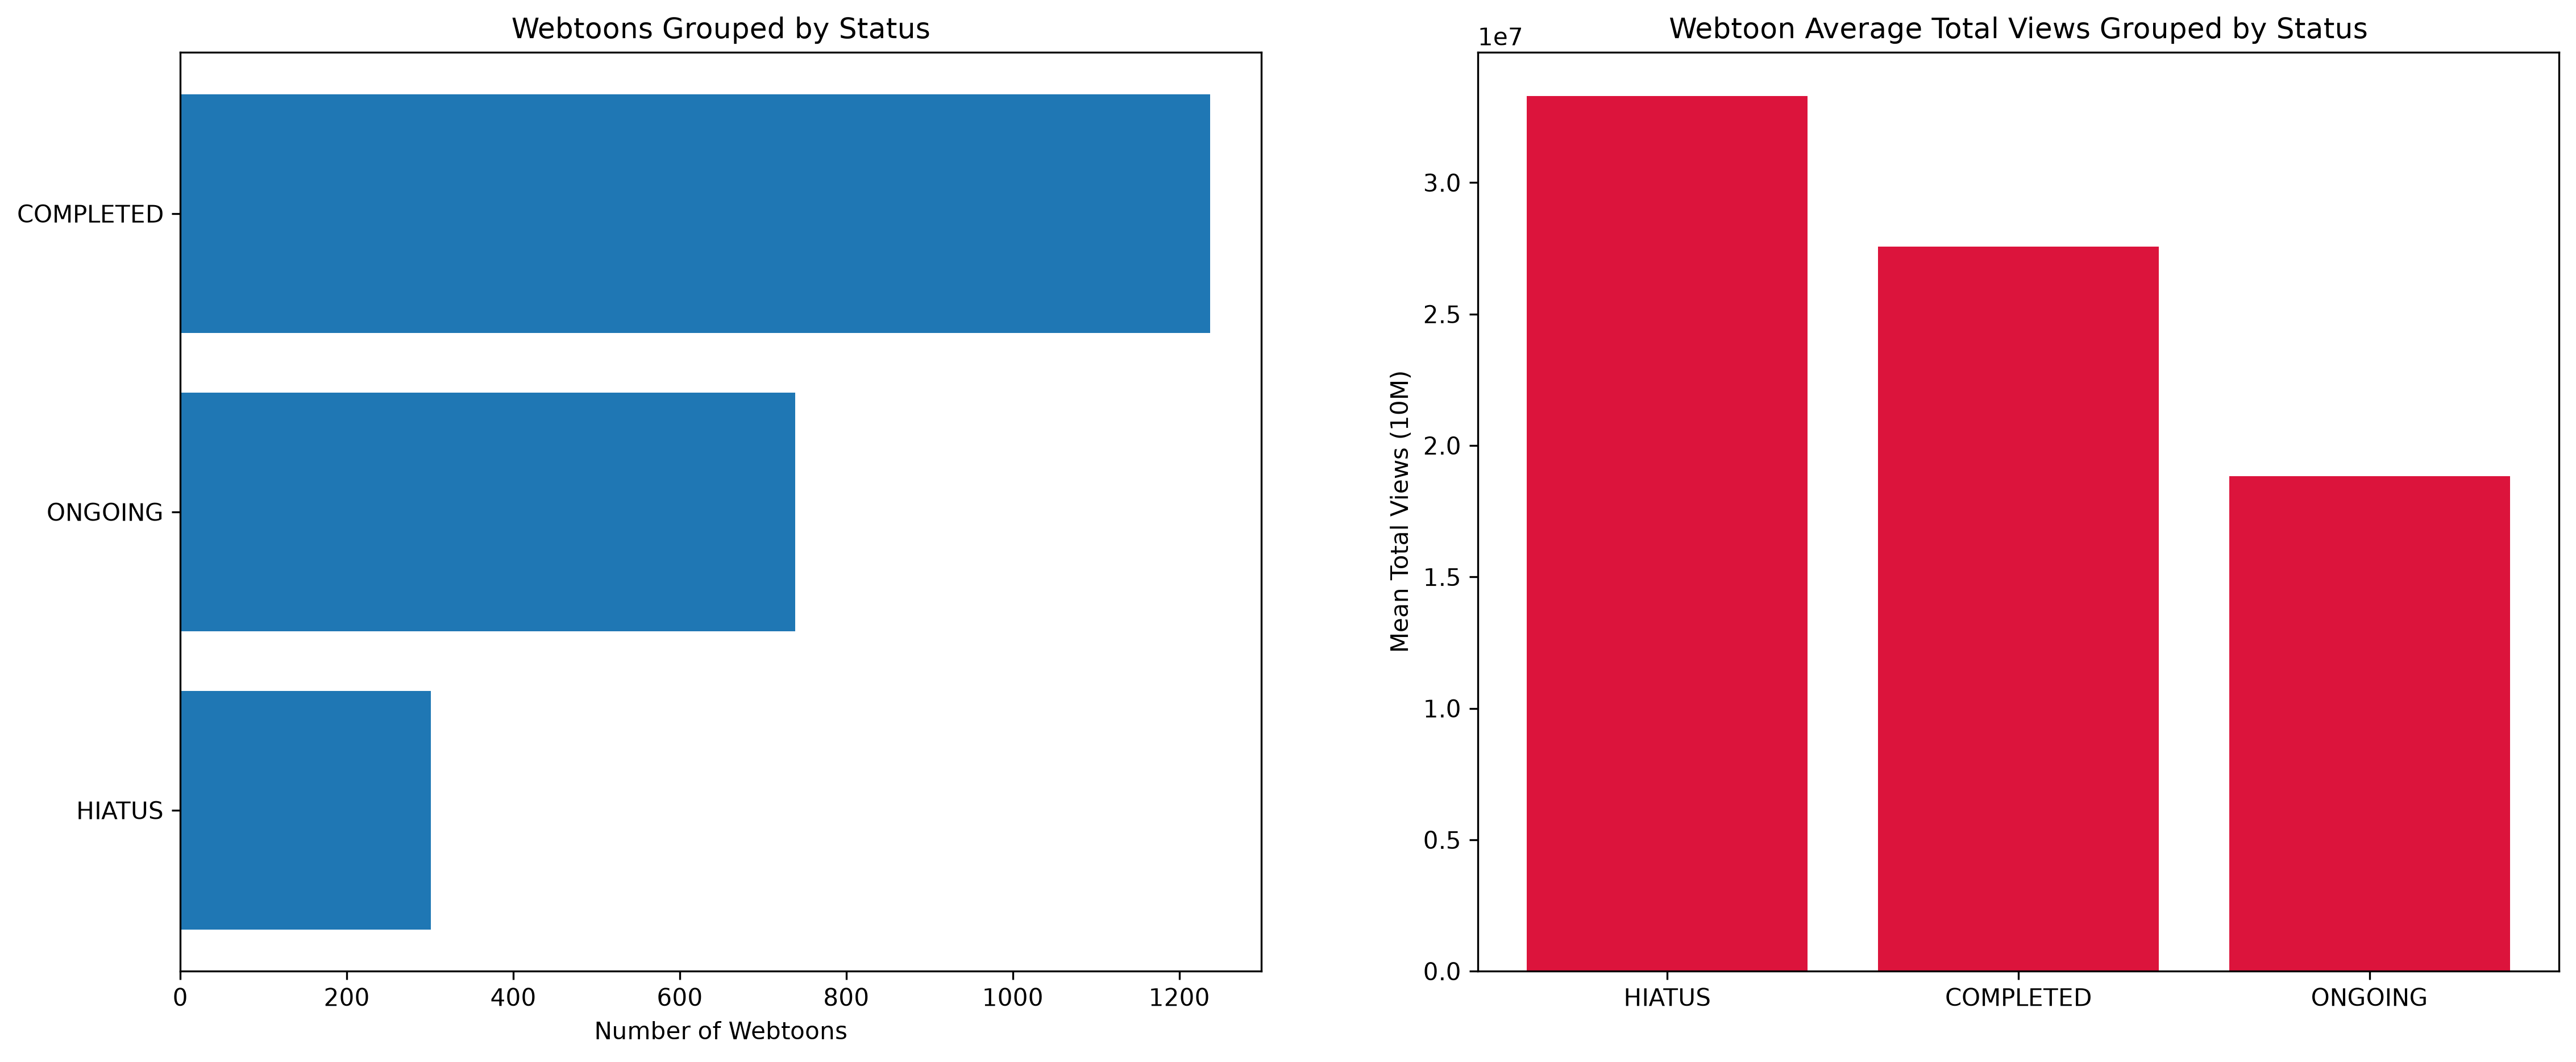 Webtoons Grouped by Status
COMPLETED
ONGOING
HIATUS
0 200 400 600 800 1000 1200
Number of Webtoons
Webtoon Average Total Views Grouped by Status
1e7
3.0
2.5
2.0
1.5
1.0
0.5
0.0
Mean Total Views (10M)
HIATUS COMPLETED ONGOING